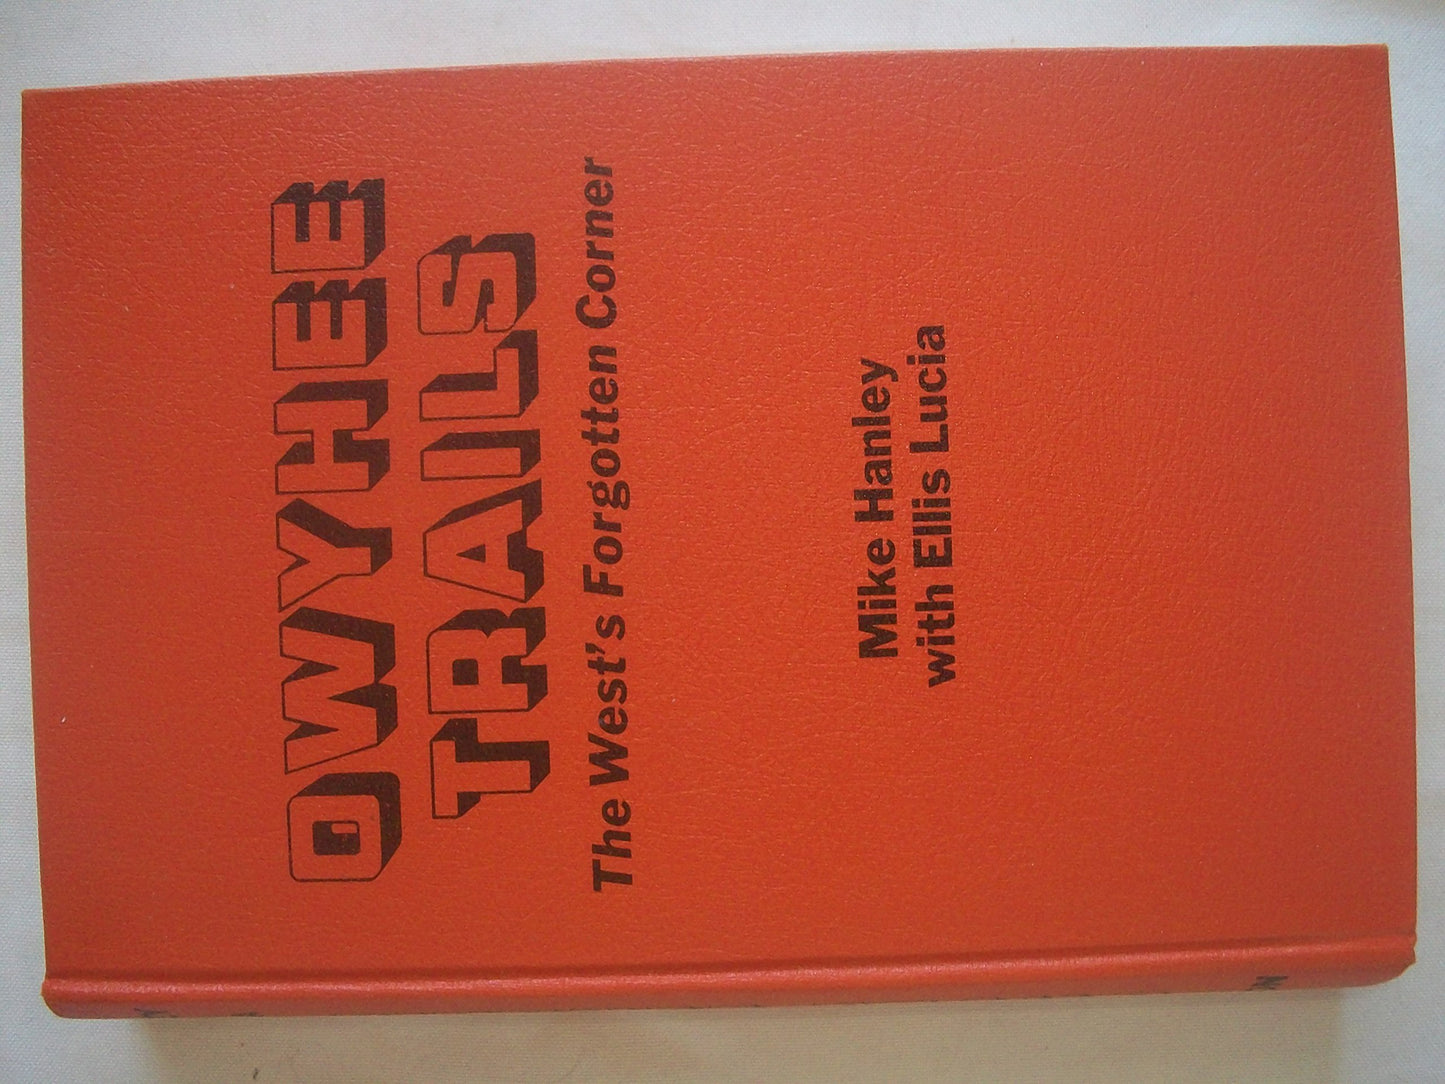 OWYHEE
TRAILS
The West's Forgotten Corner
Mike Hanley
with Ellis Lucia